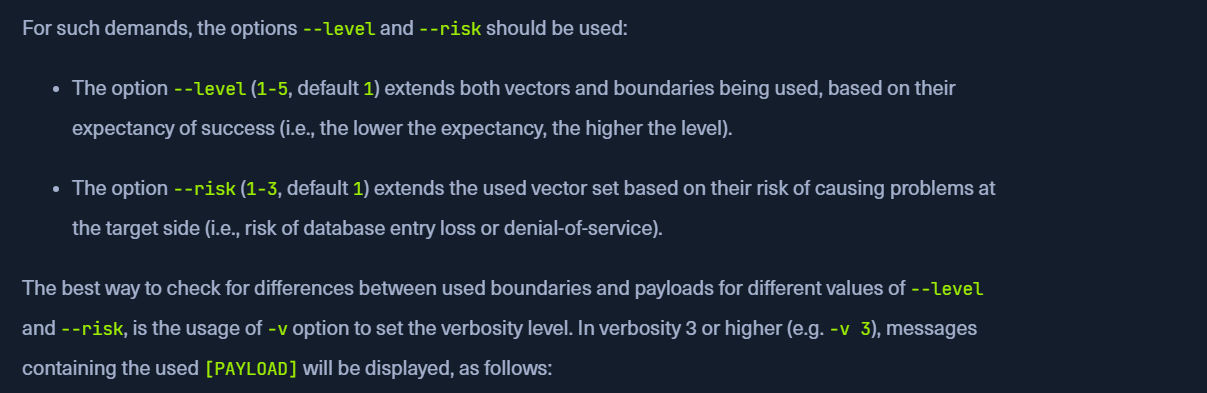 For such demands, the options --level and --risk should be used:
• The option --level (1-5, default 1) extends both vectors and boundaries being used, based on their
expectancy of success (i.e., the lower the expectancy, the higher the level).
• The option --risk (1-3, default 1) extends the used vector set based on their risk of causing problems at
the target side (i.e., risk of database entry loss or denial-of-service).
The best way to check for differences between used boundaries and payloads for different values of --level
and --risk, is the usage of -v option to set the verbosity level. In verbosity 3 or higher (e.g. -v 3), messages
containing the used [PAYLOAD] will be displayed, as follows: